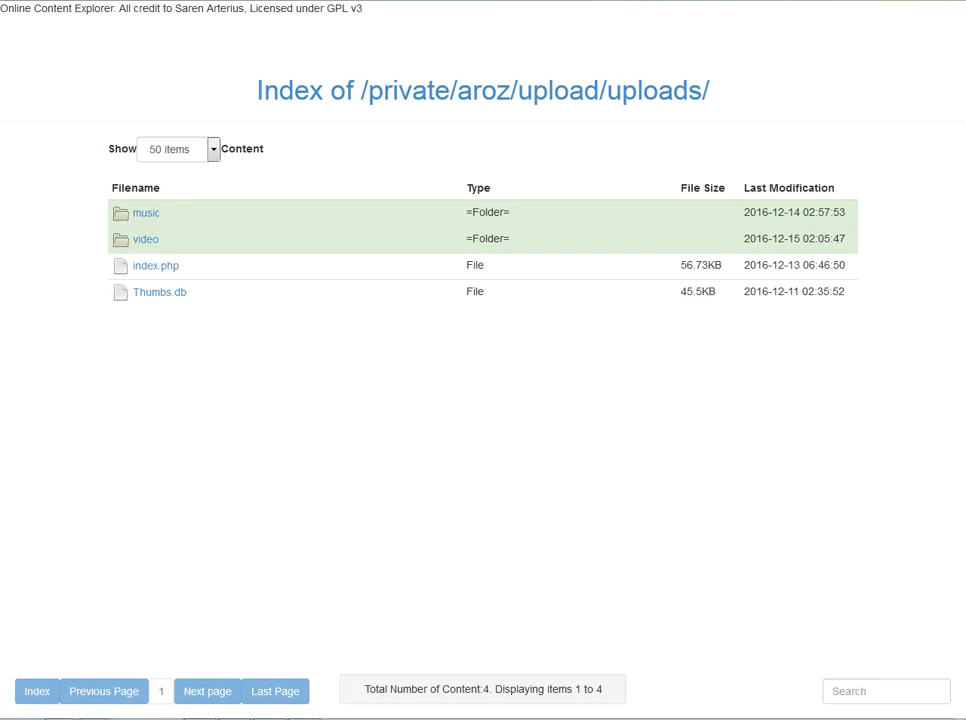 Online Content Explorer. All credit to Saren Arterius, Licensed under GPL v3
Index of /private/aroz/upload/uploads/
Show 50 items Content
Filename Type File Size Last Modification
music =Folder= 2016-12-14 02:57:53
video =Folder= 2016-12-15 02:05:47
index.php File 56.73KB 2016-12-13 06:46:50
Thumbs.db File 45.5KB 2016-12-11 02:35:52
Index Previous Page 1 Next page Last Page Total Number of Content:4. Displaying items 1 to 4 Search